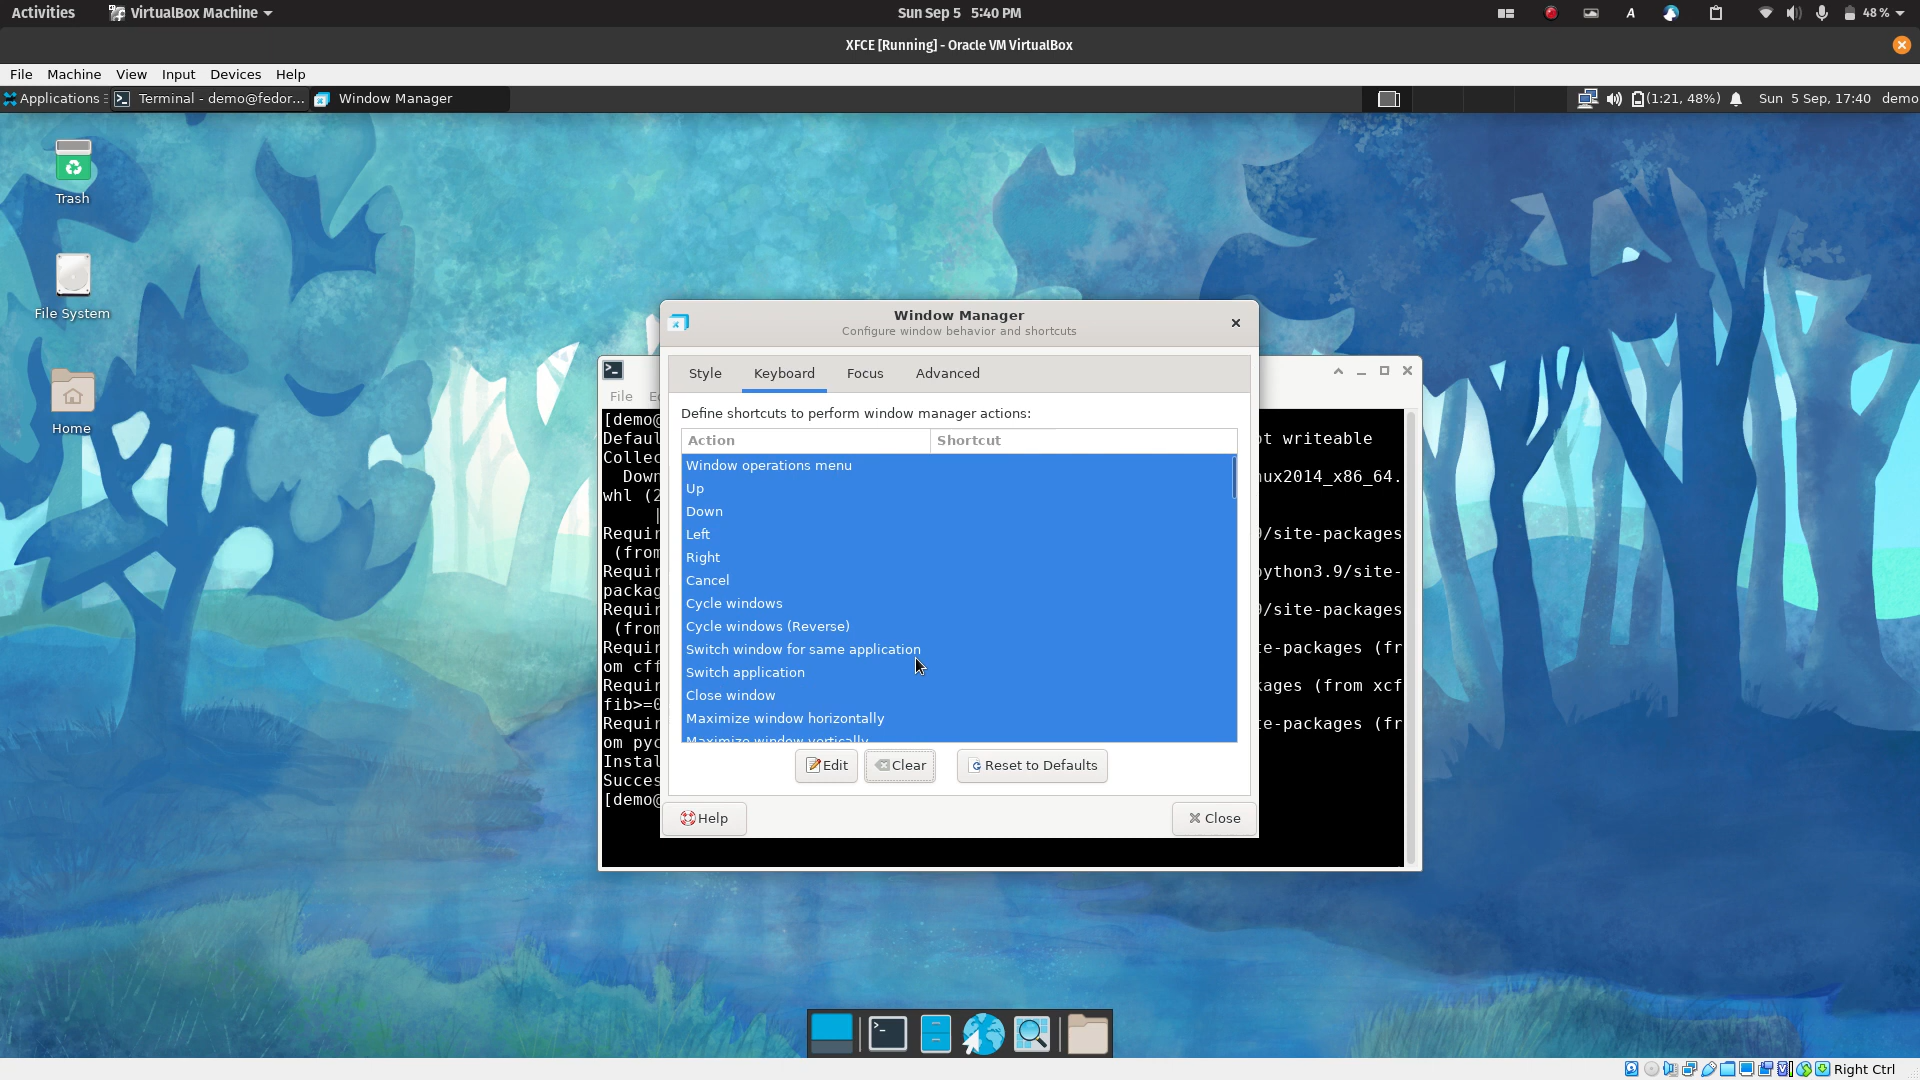 Activities VirtualBox Machine Sun Sep 5 5:40 PM A 48 %
XFCE [Running] - Oracle VM VirtualBox
File Machine View Input Devices Help
Applications Terminal - demo@fedor... Window Manager (1:21, 48%) Sun 5 Sep, 17:40 demo
Trash
File System
Home
Window Manager
Configure window behavior and shortcuts
Style Keyboard Focus Advanced
Define shortcuts to perform window manager actions:
Action Shortcut
Window operations menu
Up
Down
Left
Right
Cancel
Cycle windows
Cycle windows (Reverse)
Switch window for same application
Switch application
Close window
Maximize window horizontally
Maximize window vertically
Edit Clear Reset to Defaults
Help Close
File
[demo@
Defaul ot writeable
Collec
Down ux2014_x86_64.
whl (2
Requir /site-packages
(from
Requir ython3.9/site-
packag
Requir /site-packages
(from
Requir te-packages (fr
om cff
Requir kages (from xcf
fib>=0
Requir te-packages (fr
om pyc
Instal
Succes
[demo@
Right Ctrl